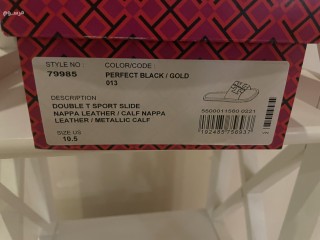 STYLE NO :
79985
COLOR/CODE :
PERFECT BLACK / GOLD
013
DESCRIPTION
DOUBLE T SPORT SLIDE
NAPPA LEATHER / CALF NAPPA
LEATHER / METALLIC CALF
SIZE:US
10.5